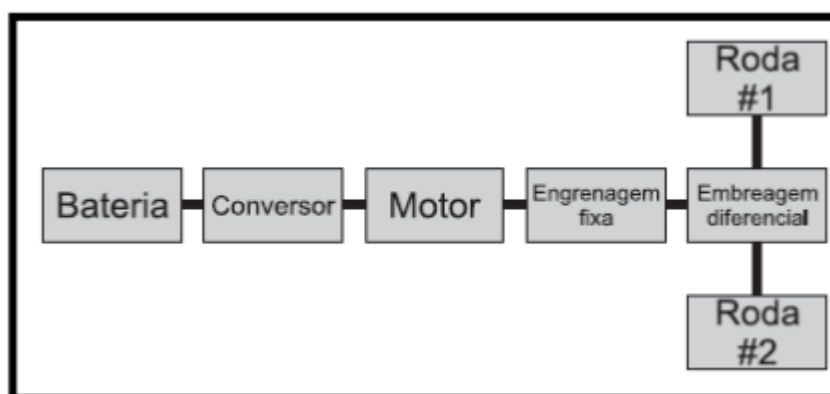 Roda
#1
Bateria
Conversor
Motor
Engrenagem
fixa
Embreagem
diferencial
Roda
#2